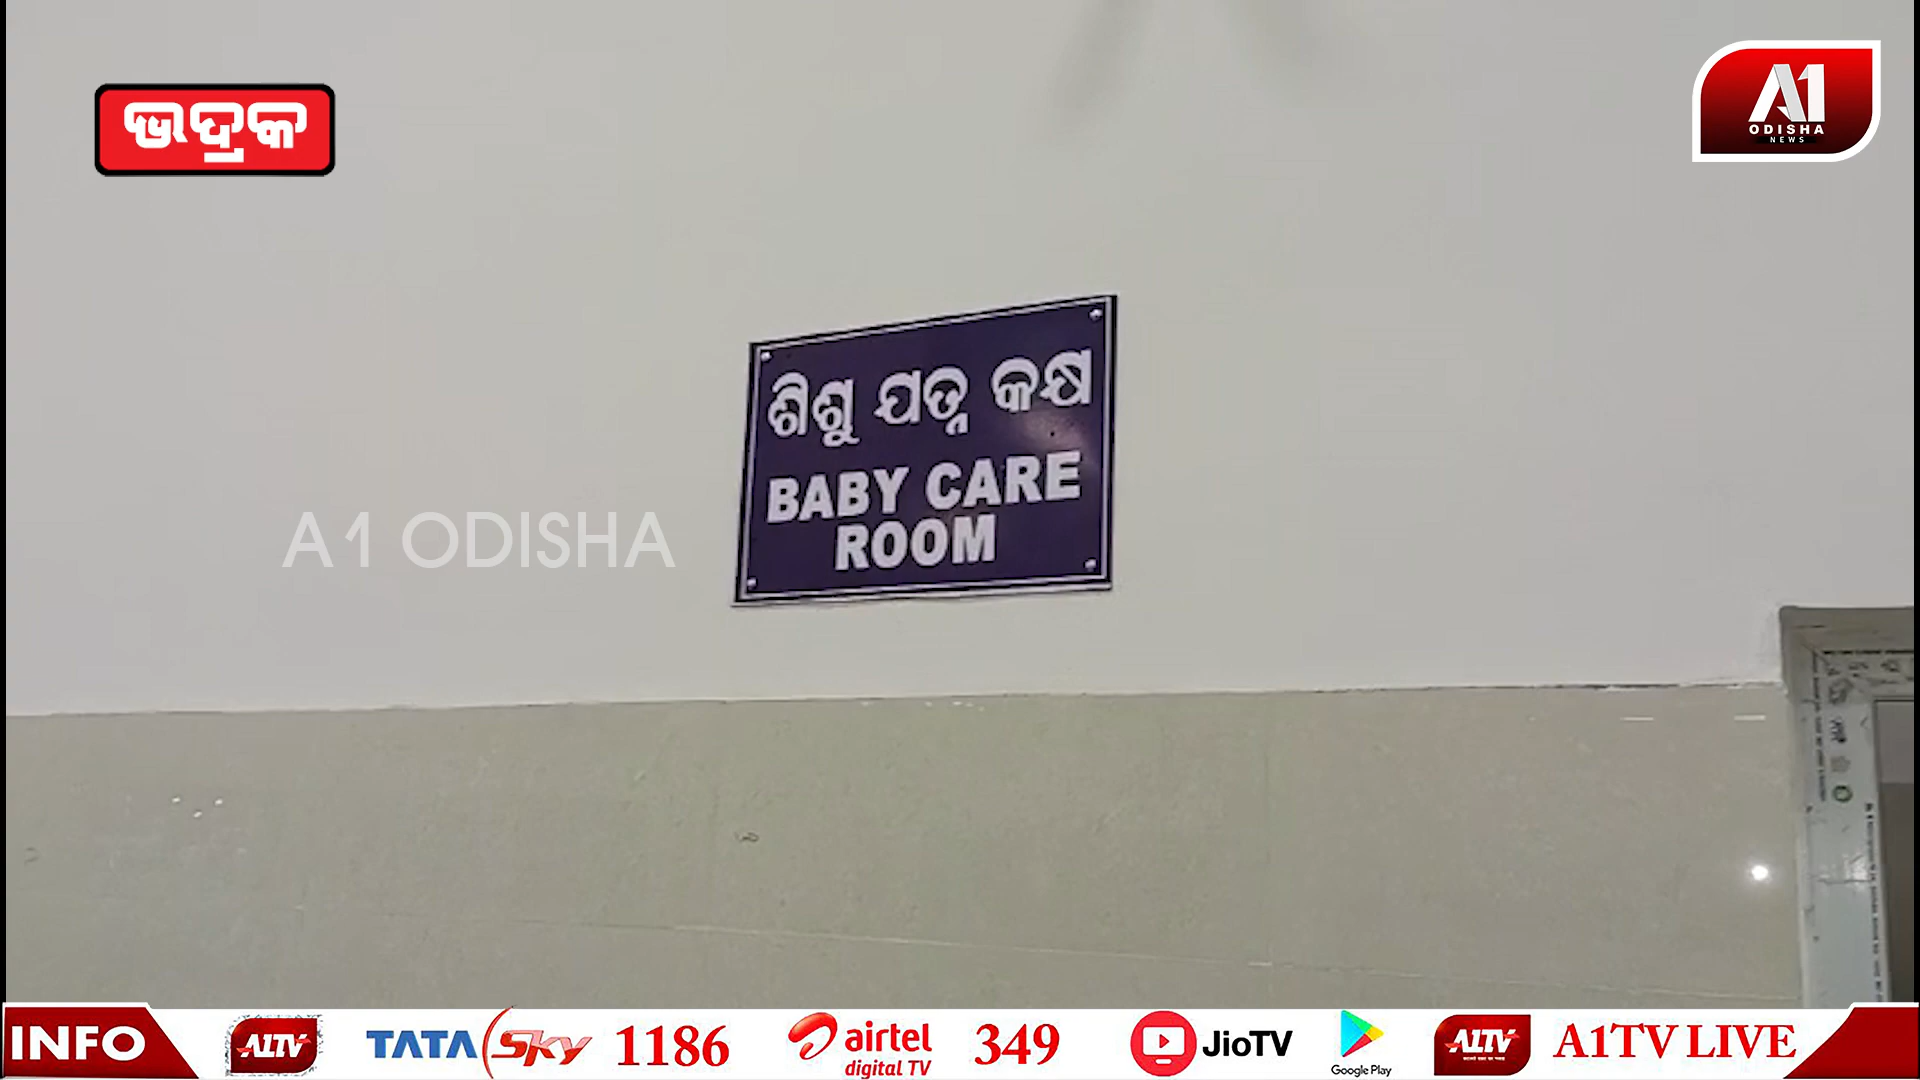 ଭଦ୍ରକ
A1
ODISHA
NEWS
ଶିଶୁ ଯତ୍ନ କକ୍ଷ
BABY CARE
ROOM
A1 ODISHA
INFO A1TV TATA Sky 1186 airtel digital TV 349 JioTV Google Play A1TV A1TV LIVE